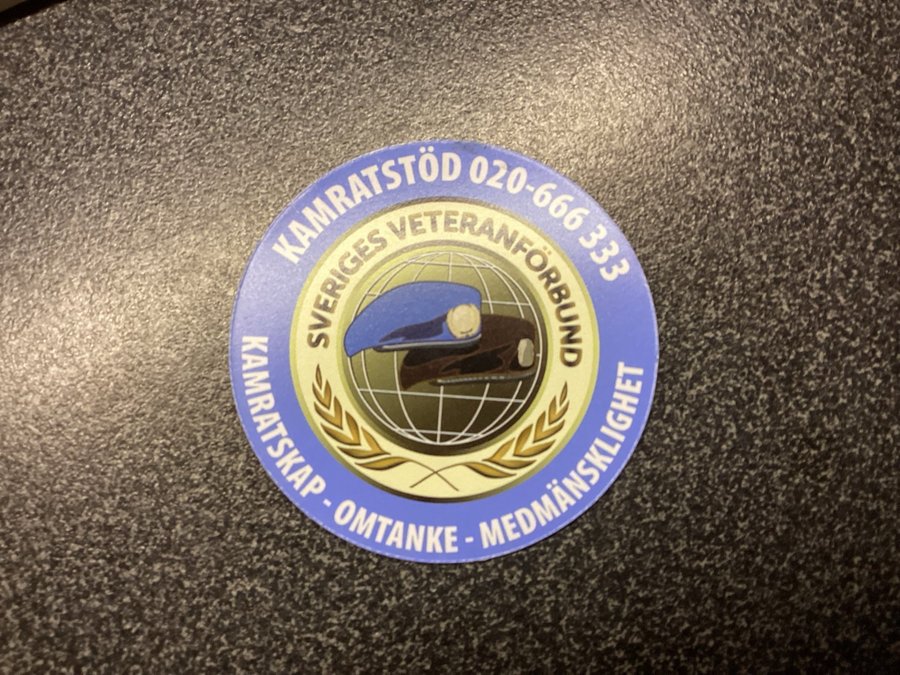 KAMRATSTÖD 020-666 333
SVERIGES VETERANFÖRBUND
KAMRATSKAP - OMTANKE - MEDMÄNSKLIGHET